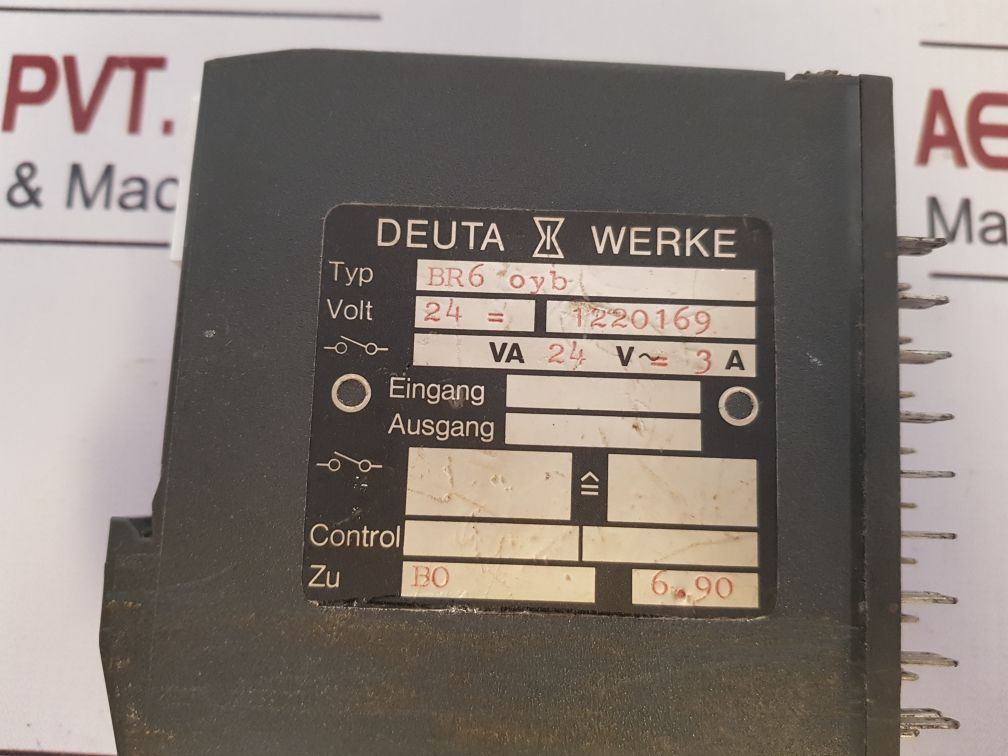 PVT.
& Mac
AE
Ma
DEUTA WERKE
Typ BR6 oyb
Volt 24 = 1220169
VA 24 V ~= 3 A
Eingang
Ausgang
≙
Control
Zu BO 6.90